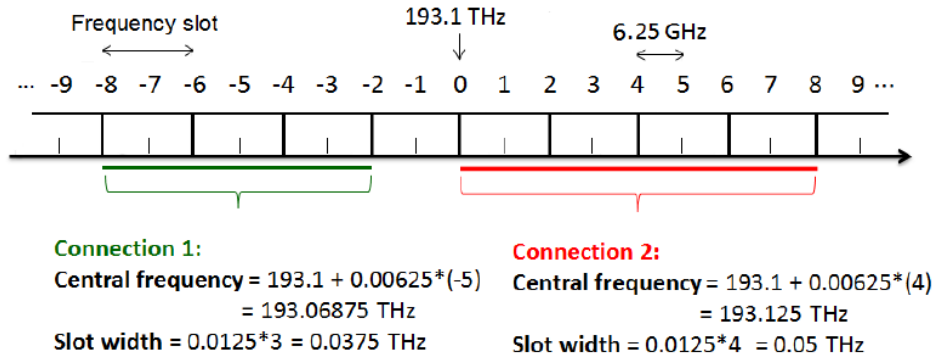 193.1 THz
Frequency slot
6.25 GHz
... -9 -8 -7 -6 -5 -4 -3 -2 -1 0 1 2 3 4 5 6 7 8 9 ...
Connection 1:
Central frequency = 193.1 + 0.00625*(-5)
= 193.06875 THz
Slot width = 0.0125*3 = 0.0375 THz
Connection 2:
Central frequency = 193.1 + 0.00625*(4)
= 193.125 THz
Slot width = 0.0125*4 = 0.05 THz